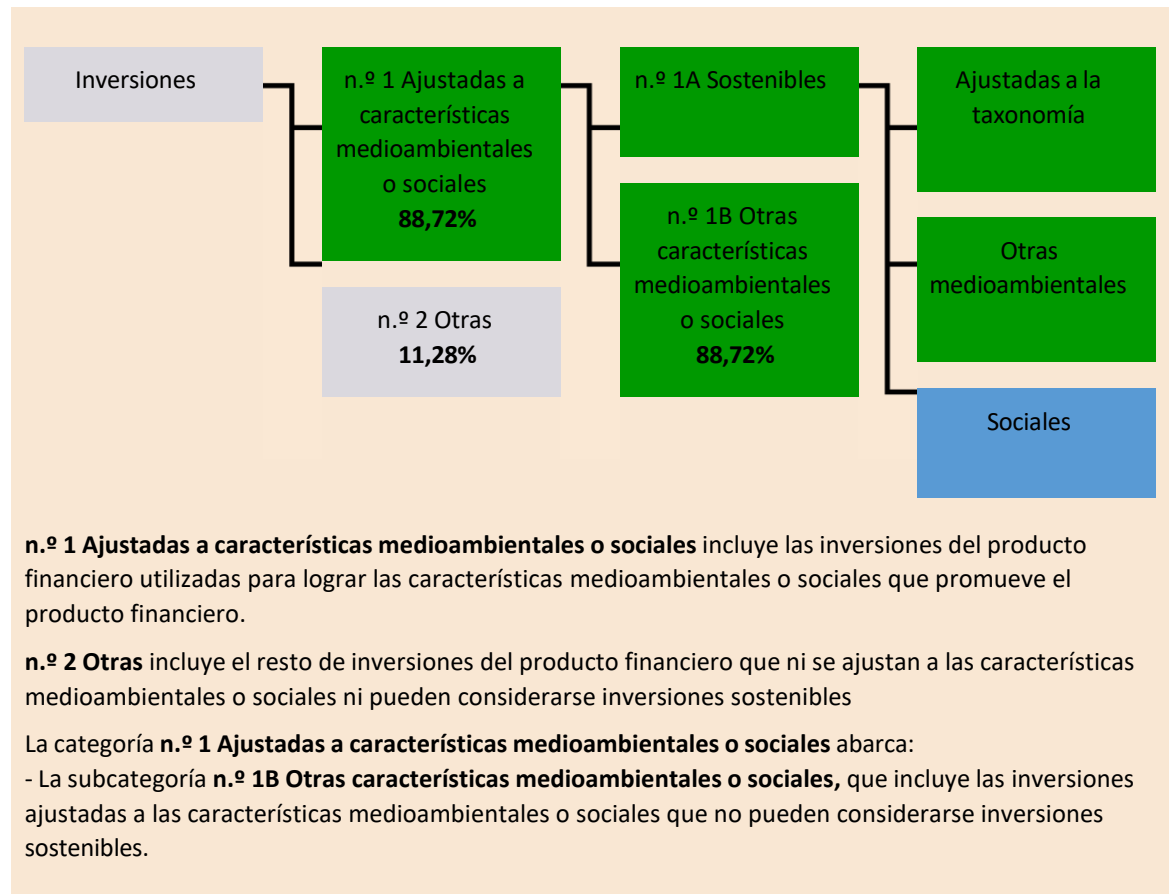 Inversiones
n.º 1 Ajustadas a
características
medioambientales
o sociales
88,72%
n.º 2 Otras
11,28%
n.º 1A Sostenibles
n.º 1B Otras
características
medioambientales
o sociales
88,72%
Ajustadas a la
taxonomía
Otras
medioambientales
Sociales
n.º 1 Ajustadas a características medioambientales o sociales incluye las inversiones del producto
financiero utilizadas para lograr las características medioambientales o sociales que promueve el
producto financiero.
n.º 2 Otras incluye el resto de inversiones del producto financiero que ni se ajustan a las características
medioambientales o sociales ni pueden considerarse inversiones sostenibles
La categoría n.º 1 Ajustadas a características medioambientales o sociales abarca:
- La subcategoría n.º 1B Otras características medioambientales o sociales, que incluye las inversiones
ajustadas a las características medioambientales o sociales que no pueden considerarse inversiones
sostenibles.